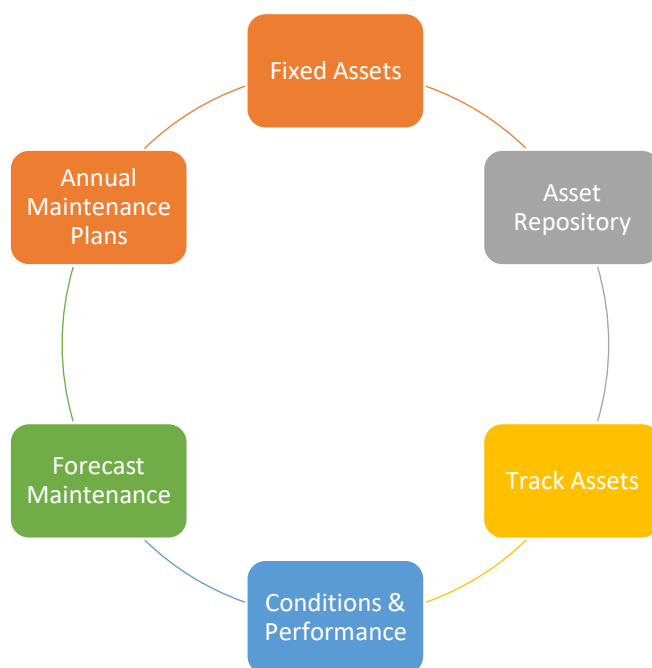 Fixed Assets
Asset
Repository
Track Assets
Conditions &
Performance
Forecast
Maintenance
Annual
Maintenance
Plans